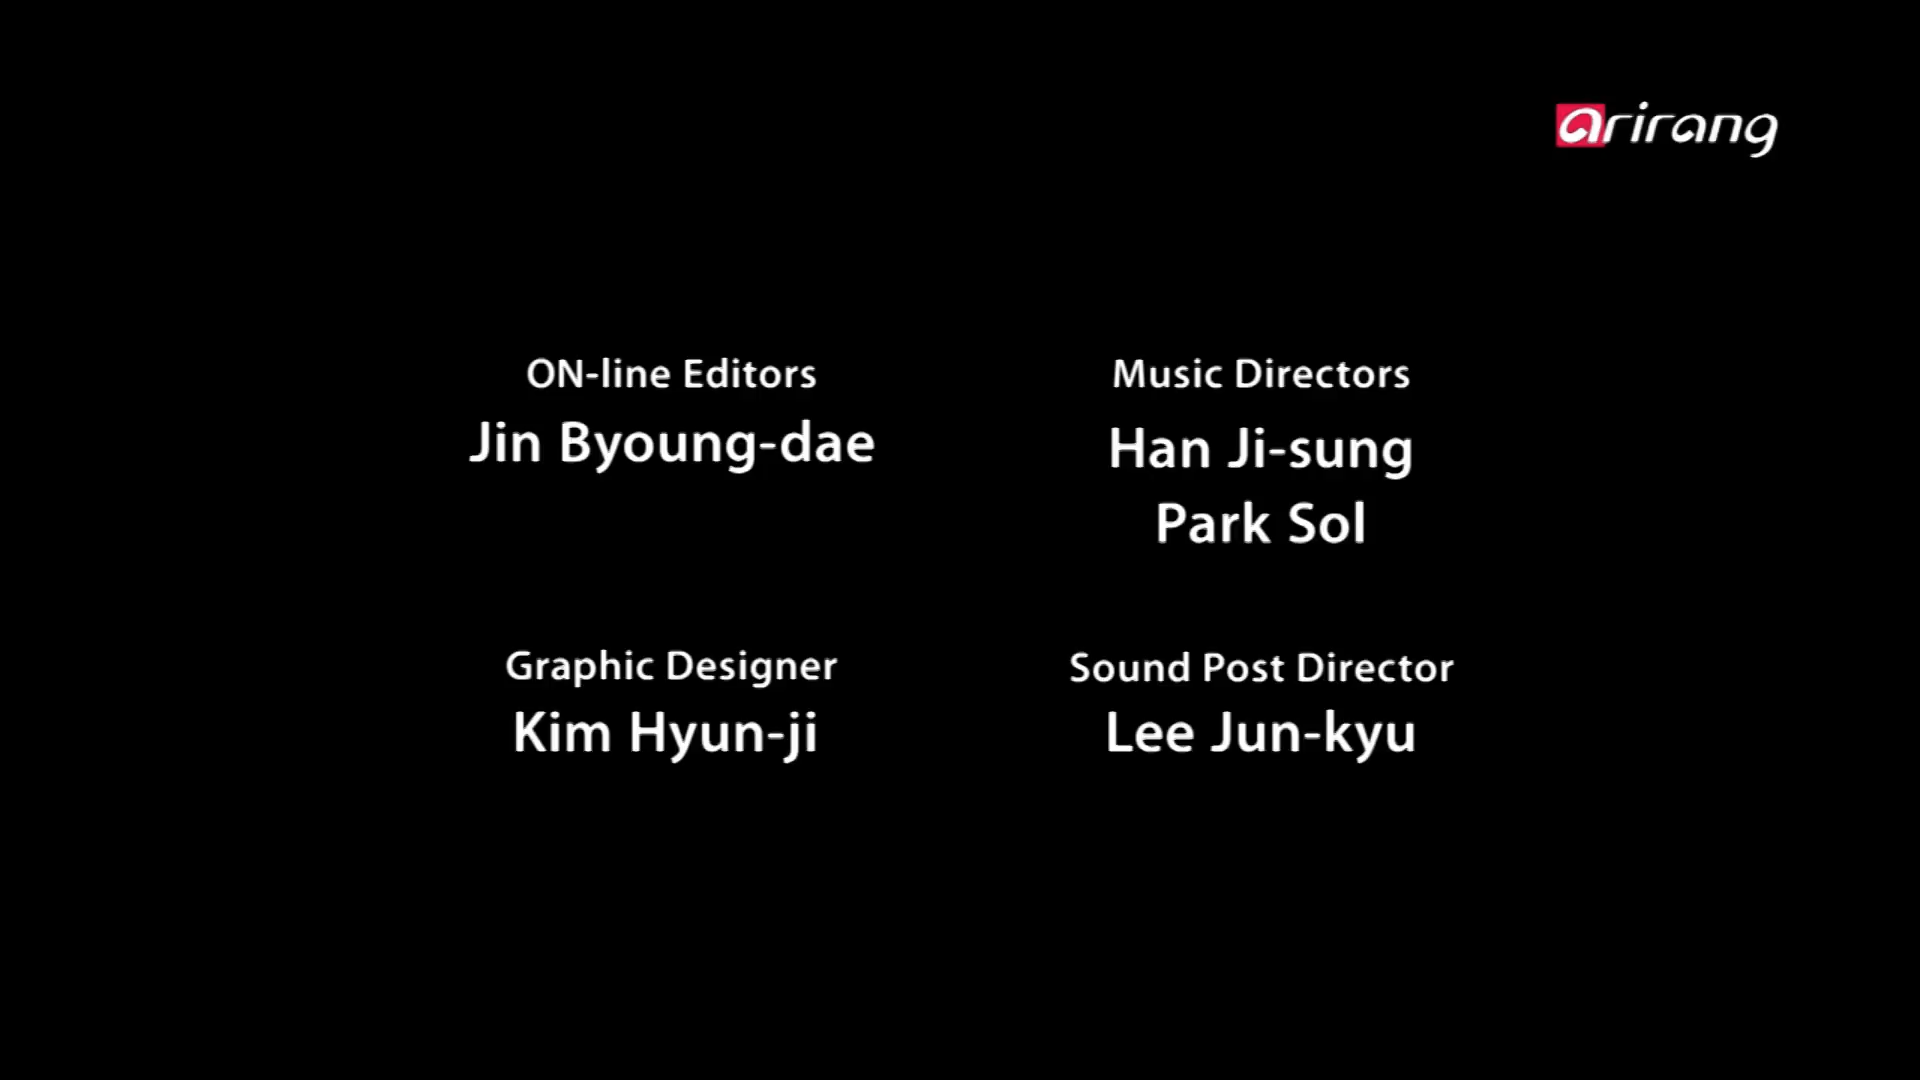 arirang
ON-line Editors
Jin Byoung-dae
Music Directors
Han Ji-sung
Park Sol
Graphic Designer
Kim Hyun-ji
Sound Post Director
Lee Jun-kyu